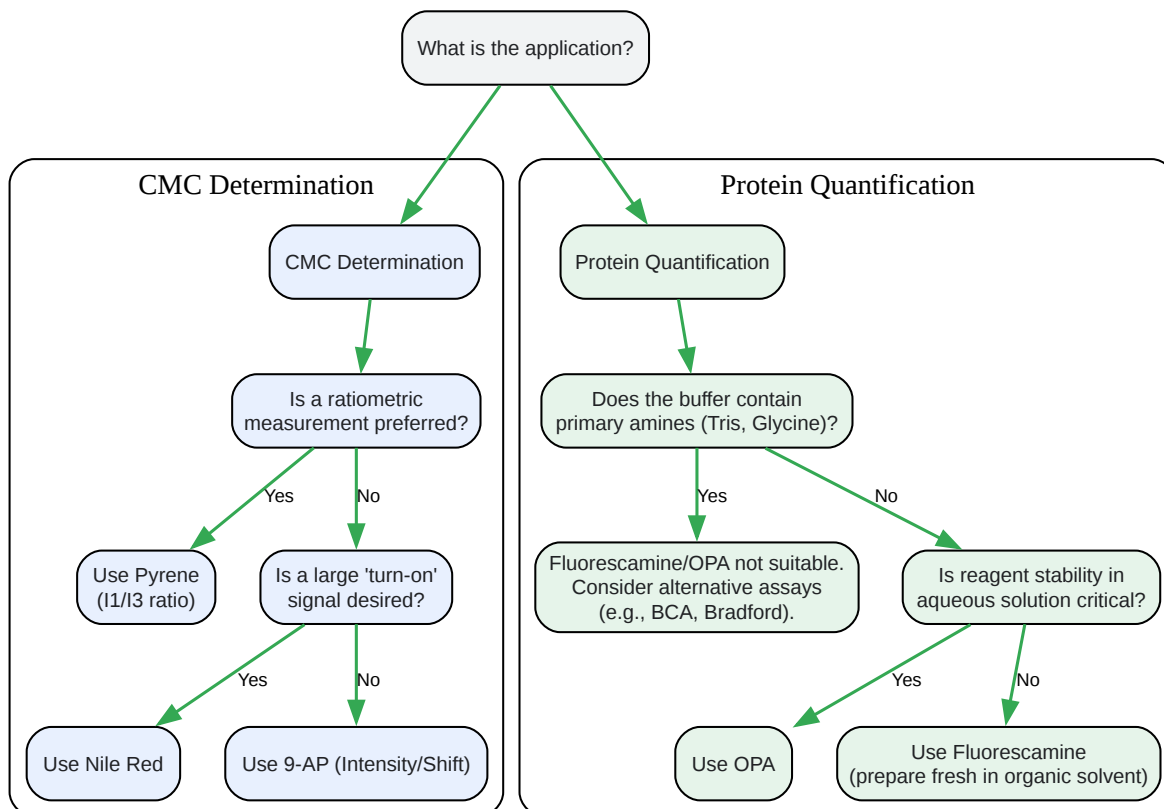 What is the application?
CMC Determination
Protein Quantification
CMC Determination
Protein Quantification
Is a ratiometric
measurement preferred?
Does the buffer contain
primary amines (Tris, Glycine)?
Yes
No
Yes
No
Use Pyrene
(I1/I3 ratio)
Is a large 'turn-on'
signal desired?
Fluorescamine/OPA not suitable.
Consider alternative assays
(e.g., BCA, Bradford).
Is reagent stability in
aqueous solution critical?
Yes
No
Yes
No
Use Nile Red
Use 9-AP (Intensity/Shift)
Use OPA
Use Fluorescamine
(prepare fresh in organic solvent)